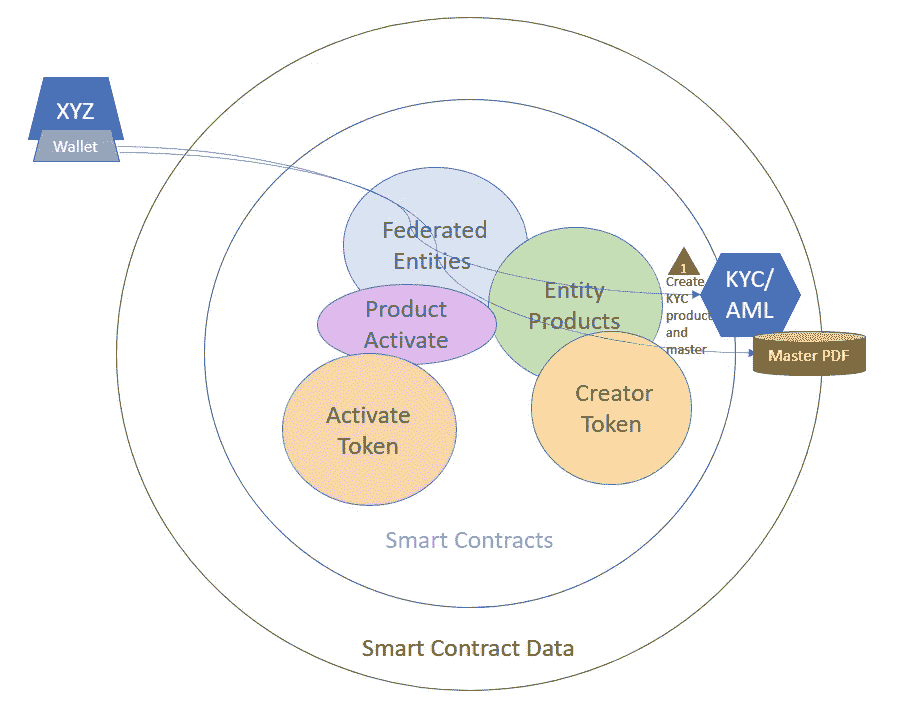 XYZ
Wallet
Federated
Entities
Product
Activate
Entity
Products
1
Create
KYC
product
and
master
KYC/
AML
Master PDF
Activate
Token
Creator
Token
Smart Contracts
Smart Contract Data